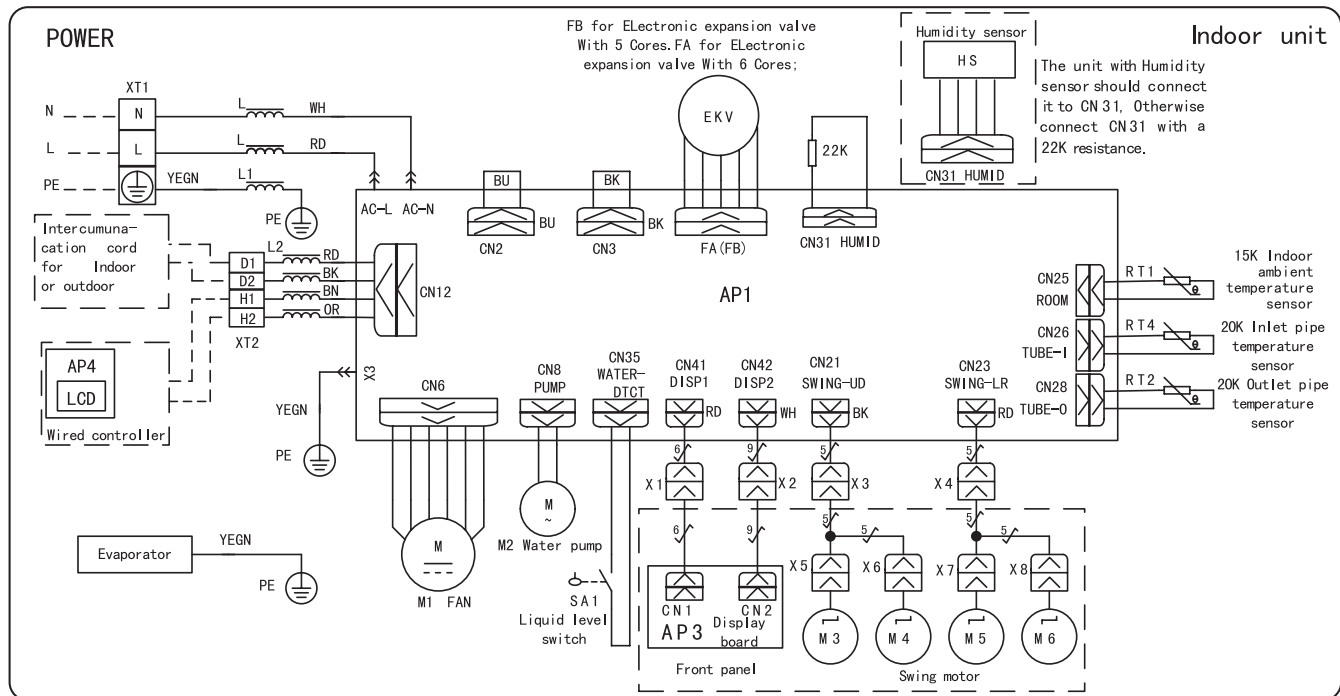 POWER
Indoor unit
FB for ELectronic expansion valve
With 5 Cores. FA for ELectronic
expansion valve With 6 Cores;
Humidity sensor
HS
CN31 HUMID
The unit with Humidity
sensor should connect
it to CN31, Otherwise
connect CN31 with a
22K resistance.
XT1
N
N
L
WH
L
L
L
RD
PE
YEGN
L1
PE
AC-L
AC-N
BU
BU
CN2
BK
BK
CN3
EKV
FA(FB)
22K
CN31 HUMID
Intercumuna-
cation cord
for Indoor
or outdoor
D1
D2
H1
H2
XT2
L2
RD
BK
BN
OR
CN12
AP1
CN25
ROOM
RT1
θ
15K Indoor
ambient
temperature
sensor
CN26
TUBE-I
RT4
θ
20K Inlet pipe
temperature
sensor
CN28
TUBE-O
RT2
θ
20K Outlet pipe
temperature
sensor
AP4
LCD
Wired controller
X3
YEGN
PE
CN6
CN8
PUMP
CN35
WATER-
DTCT
CN41
DISP1
RD
CN42
DISP2
WH
CN21
SWING-UD
BK
CN23
SWING-LR
RD
6
9
5
5
X1
X2
X3
X4
6
9
5
5
5
5
M
M1 FAN
M
~
M2 Water pump
SA1
Liquid level
switch
Evaporator
YEGN
PE
CN1
CN2
AP3
Display
board
Front panel
X5
X6
X7
X8
M3
M4
M5
M6
Swing motor